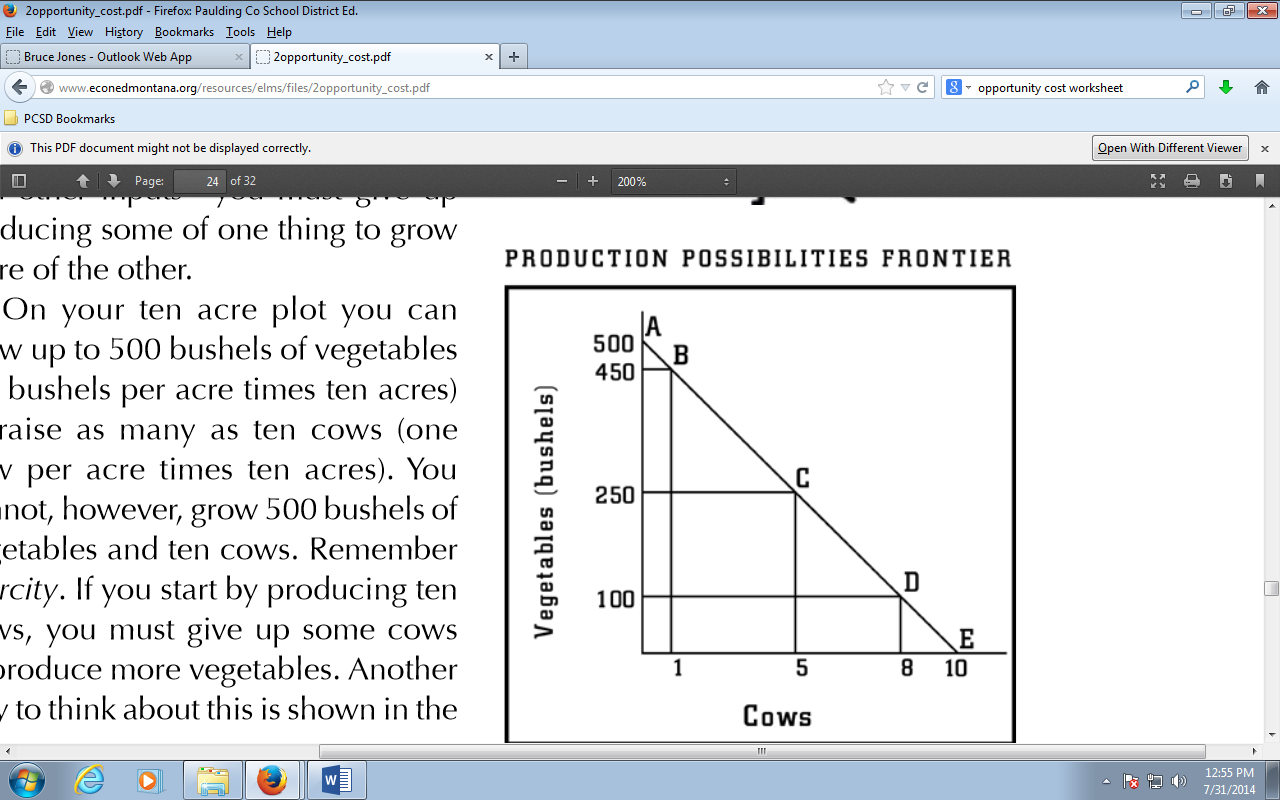 2opportunity_cost.pdf - Firefox: Paulding Co School District Ed.
File Edit View History Bookmarks Tools Help
Bruce Jones - Outlook Web App
2opportunity_cost.pdf
www.econedmontana.org/resources/elms/files/2opportunity_cost.pdf
opportunity cost worksheet
PCSD Bookmarks
This PDF document might not be displayed correctly.
Open With Different Viewer
Page: 24 of 32
200%
other inputs you must give up
ducing some of one thing to grow
re of the other.
On your ten acre plot you can
w up to 500 bushels of vegetables
bushels per acre times ten acres)
raise as many as ten cows (one
w per acre times ten acres). You
nnot, however, grow 500 bushels of
getables and ten cows. Remember
rcity. If you start by producing ten
ws, you must give up some cows
produce more vegetables. Another
y to think about this is shown in the
PRODUCTION POSSIBILITIES FRONTIER
Vegetables (bushels)
500
450
250
100
A
B
C
D
E
1 5 8 10
Cows
12:55 PM
7/31/2014